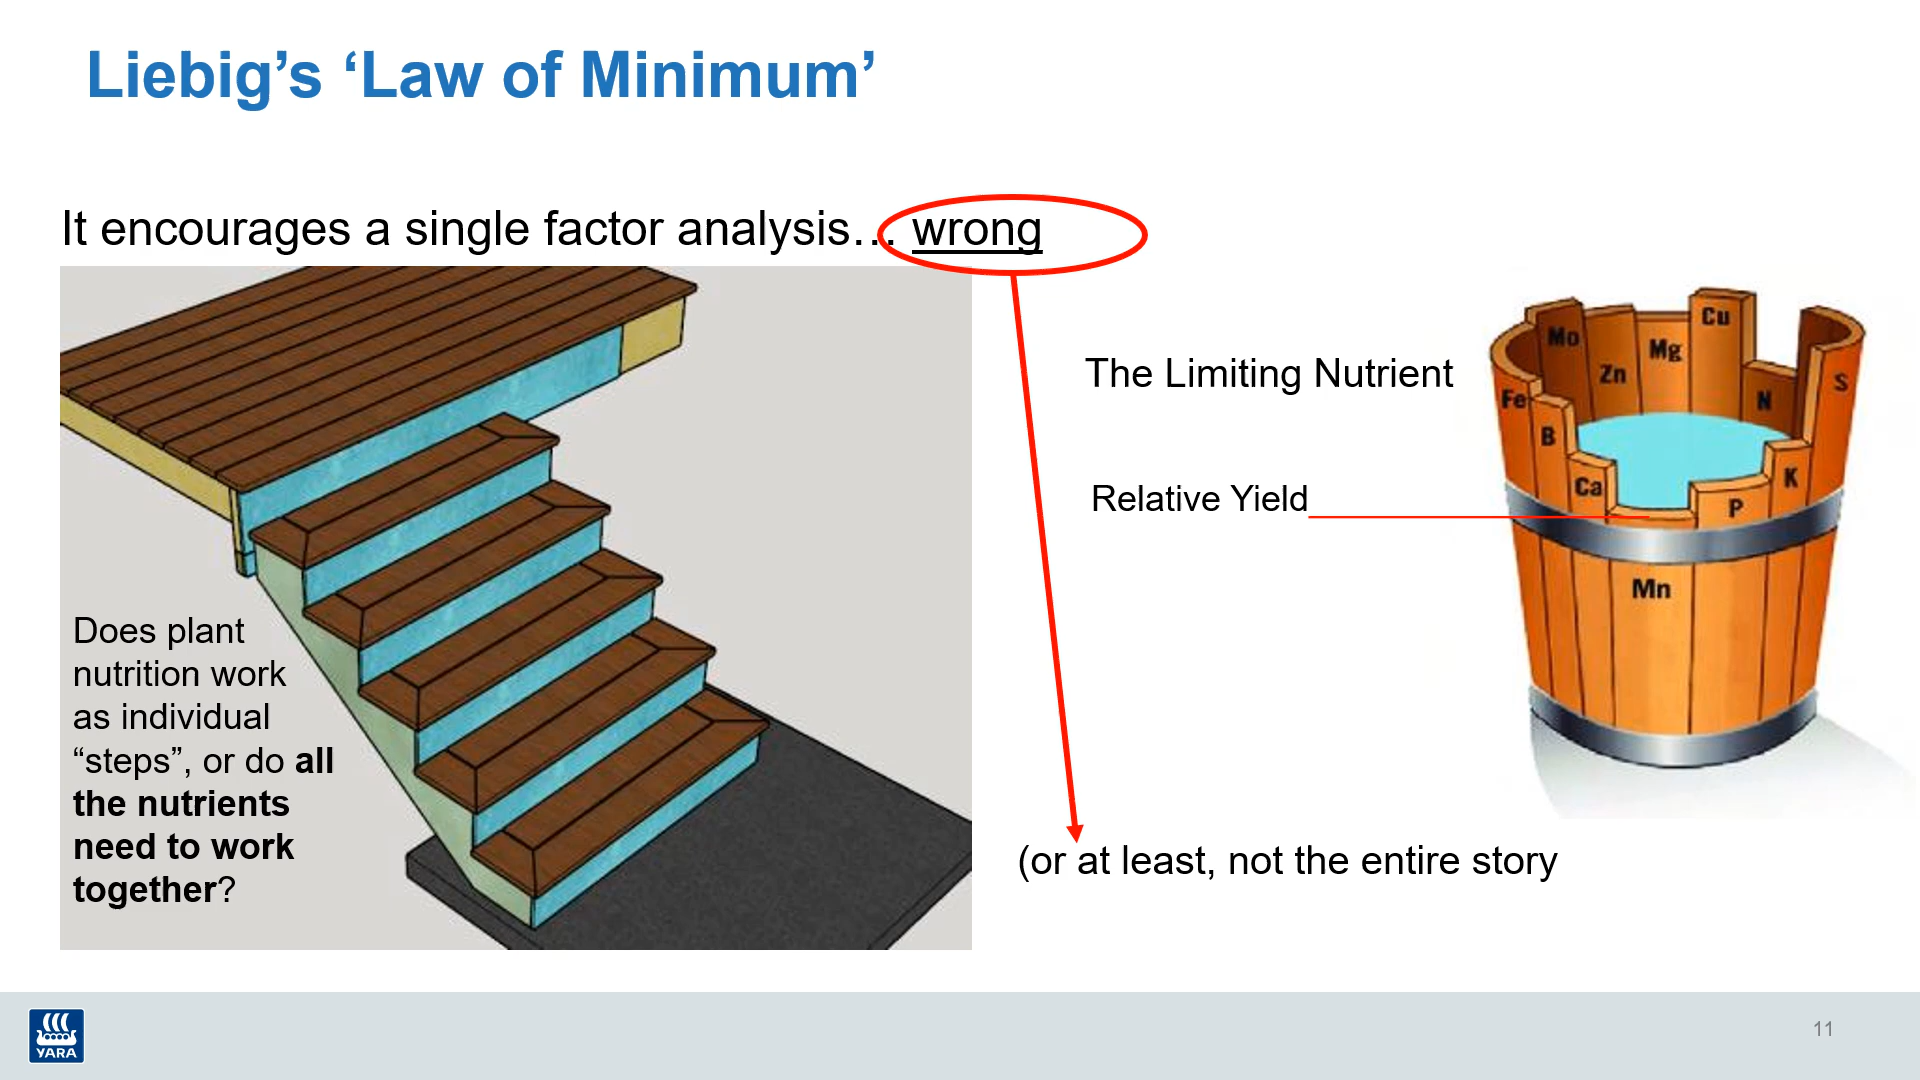 Liebig’s ‘Law of Minimum’
It encourages a single factor analysis… wrong
The Limiting Nutrient
Relative Yield
Mo
Zn
Mg
Cu
N
S
Fe
B
Ca
P
K
Mn
Does plant
nutrition work
as individual
“steps”, or do all
the nutrients
need to work
together?
(or at least, not the entire story
YARA
11